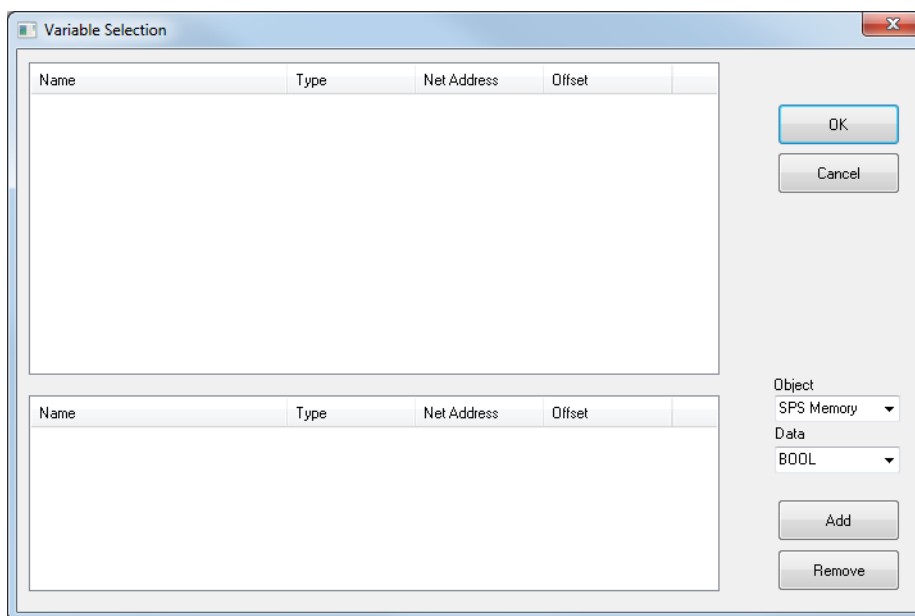 Variable Selection
Name Type Net Address Offset
OK
Cancel
Object
SPS Memory
Data
BOOL
Name Type Net Address Offset
Add
Remove